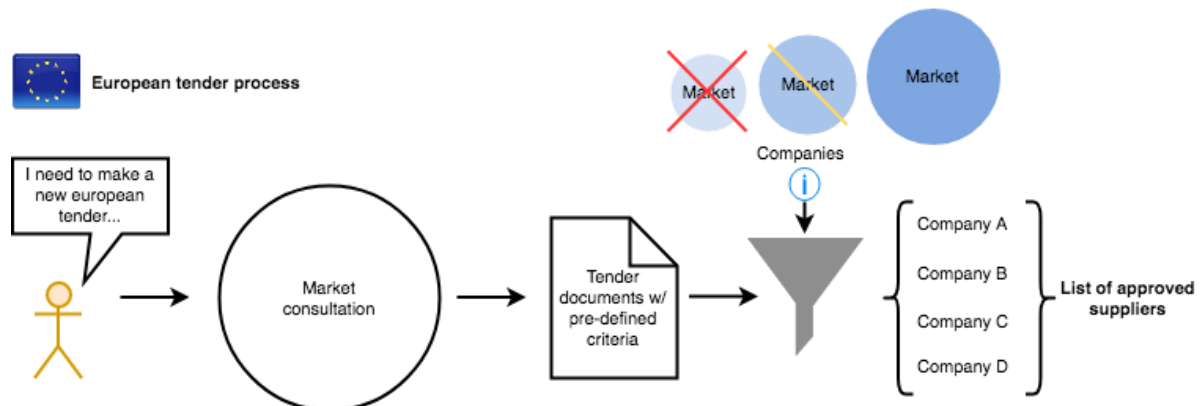 European tender process
Market
Market
Market
Companies
i
I need to make a
new european
tender...
Market
consultation
Tender
documents w/
pre-defined
criteria
Company A
Company B
Company C
Company D
List of approved
suppliers